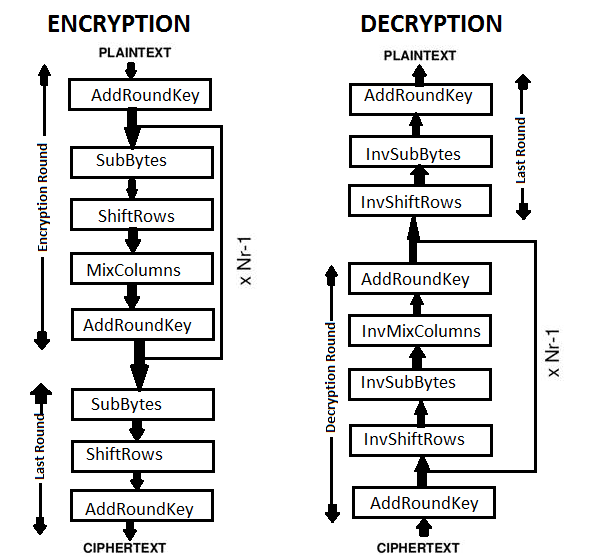 ENCRYPTION
PLAINTEXT
AddRoundKey
SubBytes
ShiftRows
MixColumns
AddRoundKey
Encryption Round
x Nr-1
SubBytes
ShiftRows
AddRoundKey
Last Round
CIPHERTEXT
DECRYPTION
PLAINTEXT
AddRoundKey
InvSubBytes
InvShiftRows
Last Round
AddRoundKey
InvMixColumns
InvSubBytes
InvShiftRows
Decryption Round
x Nr-1
AddRoundKey
CIPHERTEXT